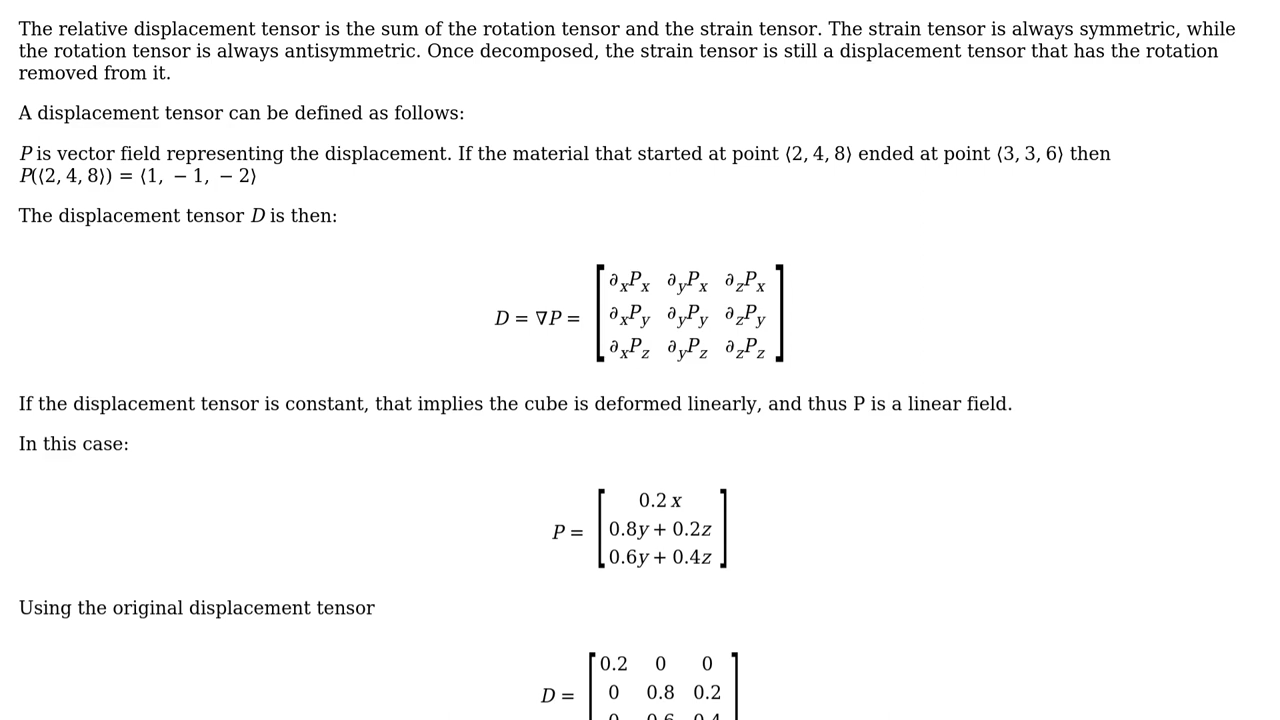 The relative displacement tensor is the sum of the rotation tensor and the strain tensor. The strain tensor is always symmetric, while
the rotation tensor is always antisymmetric. Once decomposed, the strain tensor is still a displacement tensor that has the rotation
removed from it.
A displacement tensor can be defined as follows:
P is vector field representing the displacement. If the material that started at point ⟨2, 4, 8⟩ ended at point ⟨3, 3, 6⟩ then
P(⟨2, 4, 8⟩) = ⟨1, − 1, − 2⟩
The displacement tensor D is then:
∂xPx ∂yPx ∂zPx
D = ∇P = ∂xPy ∂yPy ∂zPy
∂xPz ∂yPz ∂zPz
If the displacement tensor is constant, that implies the cube is deformed linearly, and thus P is a linear field.
In this case:
0.2 x
P = 0.8y + 0.2z
0.6y + 0.4z
Using the original displacement tensor
0.2 0 0
D = 0 0.8 0.2
0 0.6 0.4